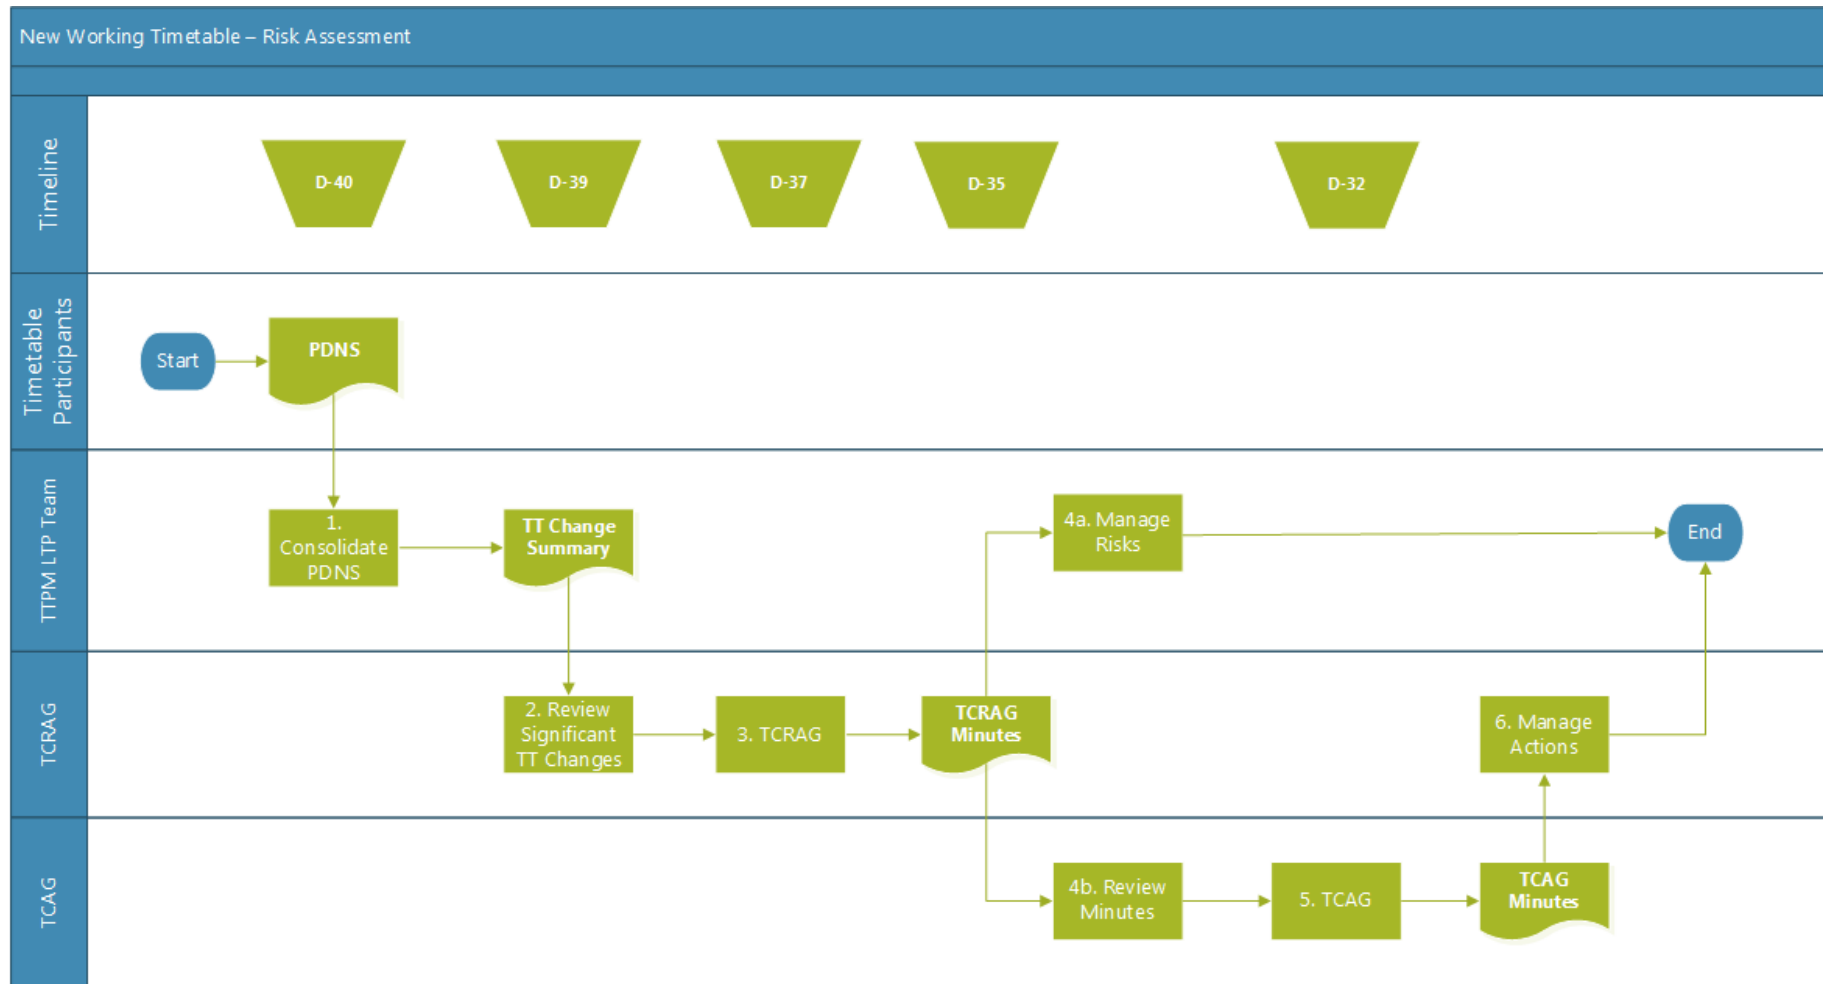 New Working Timetable – Risk Assessment
Timeline
D-40
D-39
D-37
D-35
D-32
Timetable
Participants
Start
PDNS
TTPM LTP Team
1.
Consolidate
PDNS
TT Change
Summary
4a. Manage
Risks
End
TCRAG
2. Review
Significant
TT Changes
3. TCRAG
TCRAG
Minutes
6. Manage
Actions
TCAG
4b. Review
Minutes
5. TCAG
TCAG
Minutes